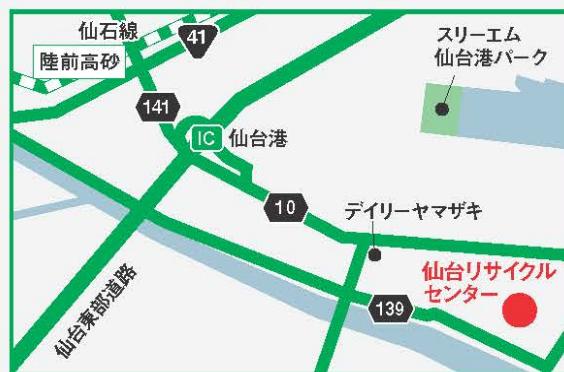 仙石線
陸前高砂
41
141
IC 仙台港
スリーエム
仙台港パーク
10
デイリーヤマザキ
仙台リサイクル
センター
139
仙台東部道路